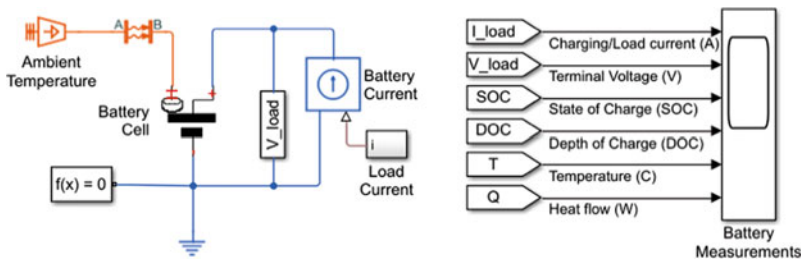 A
B
Ambient
Temperature
Battery
Cell
V_load
Battery
Current
i
Load
Current
f(x) = 0
I_load
Charging/Load current (A)
V_load
Terminal Voltage (V)
SOC
State of Charge (SOC)
DOC
Depth of Charge (DOC)
T
Temperature (C)
Q
Heat flow (W)
Battery
Measurements